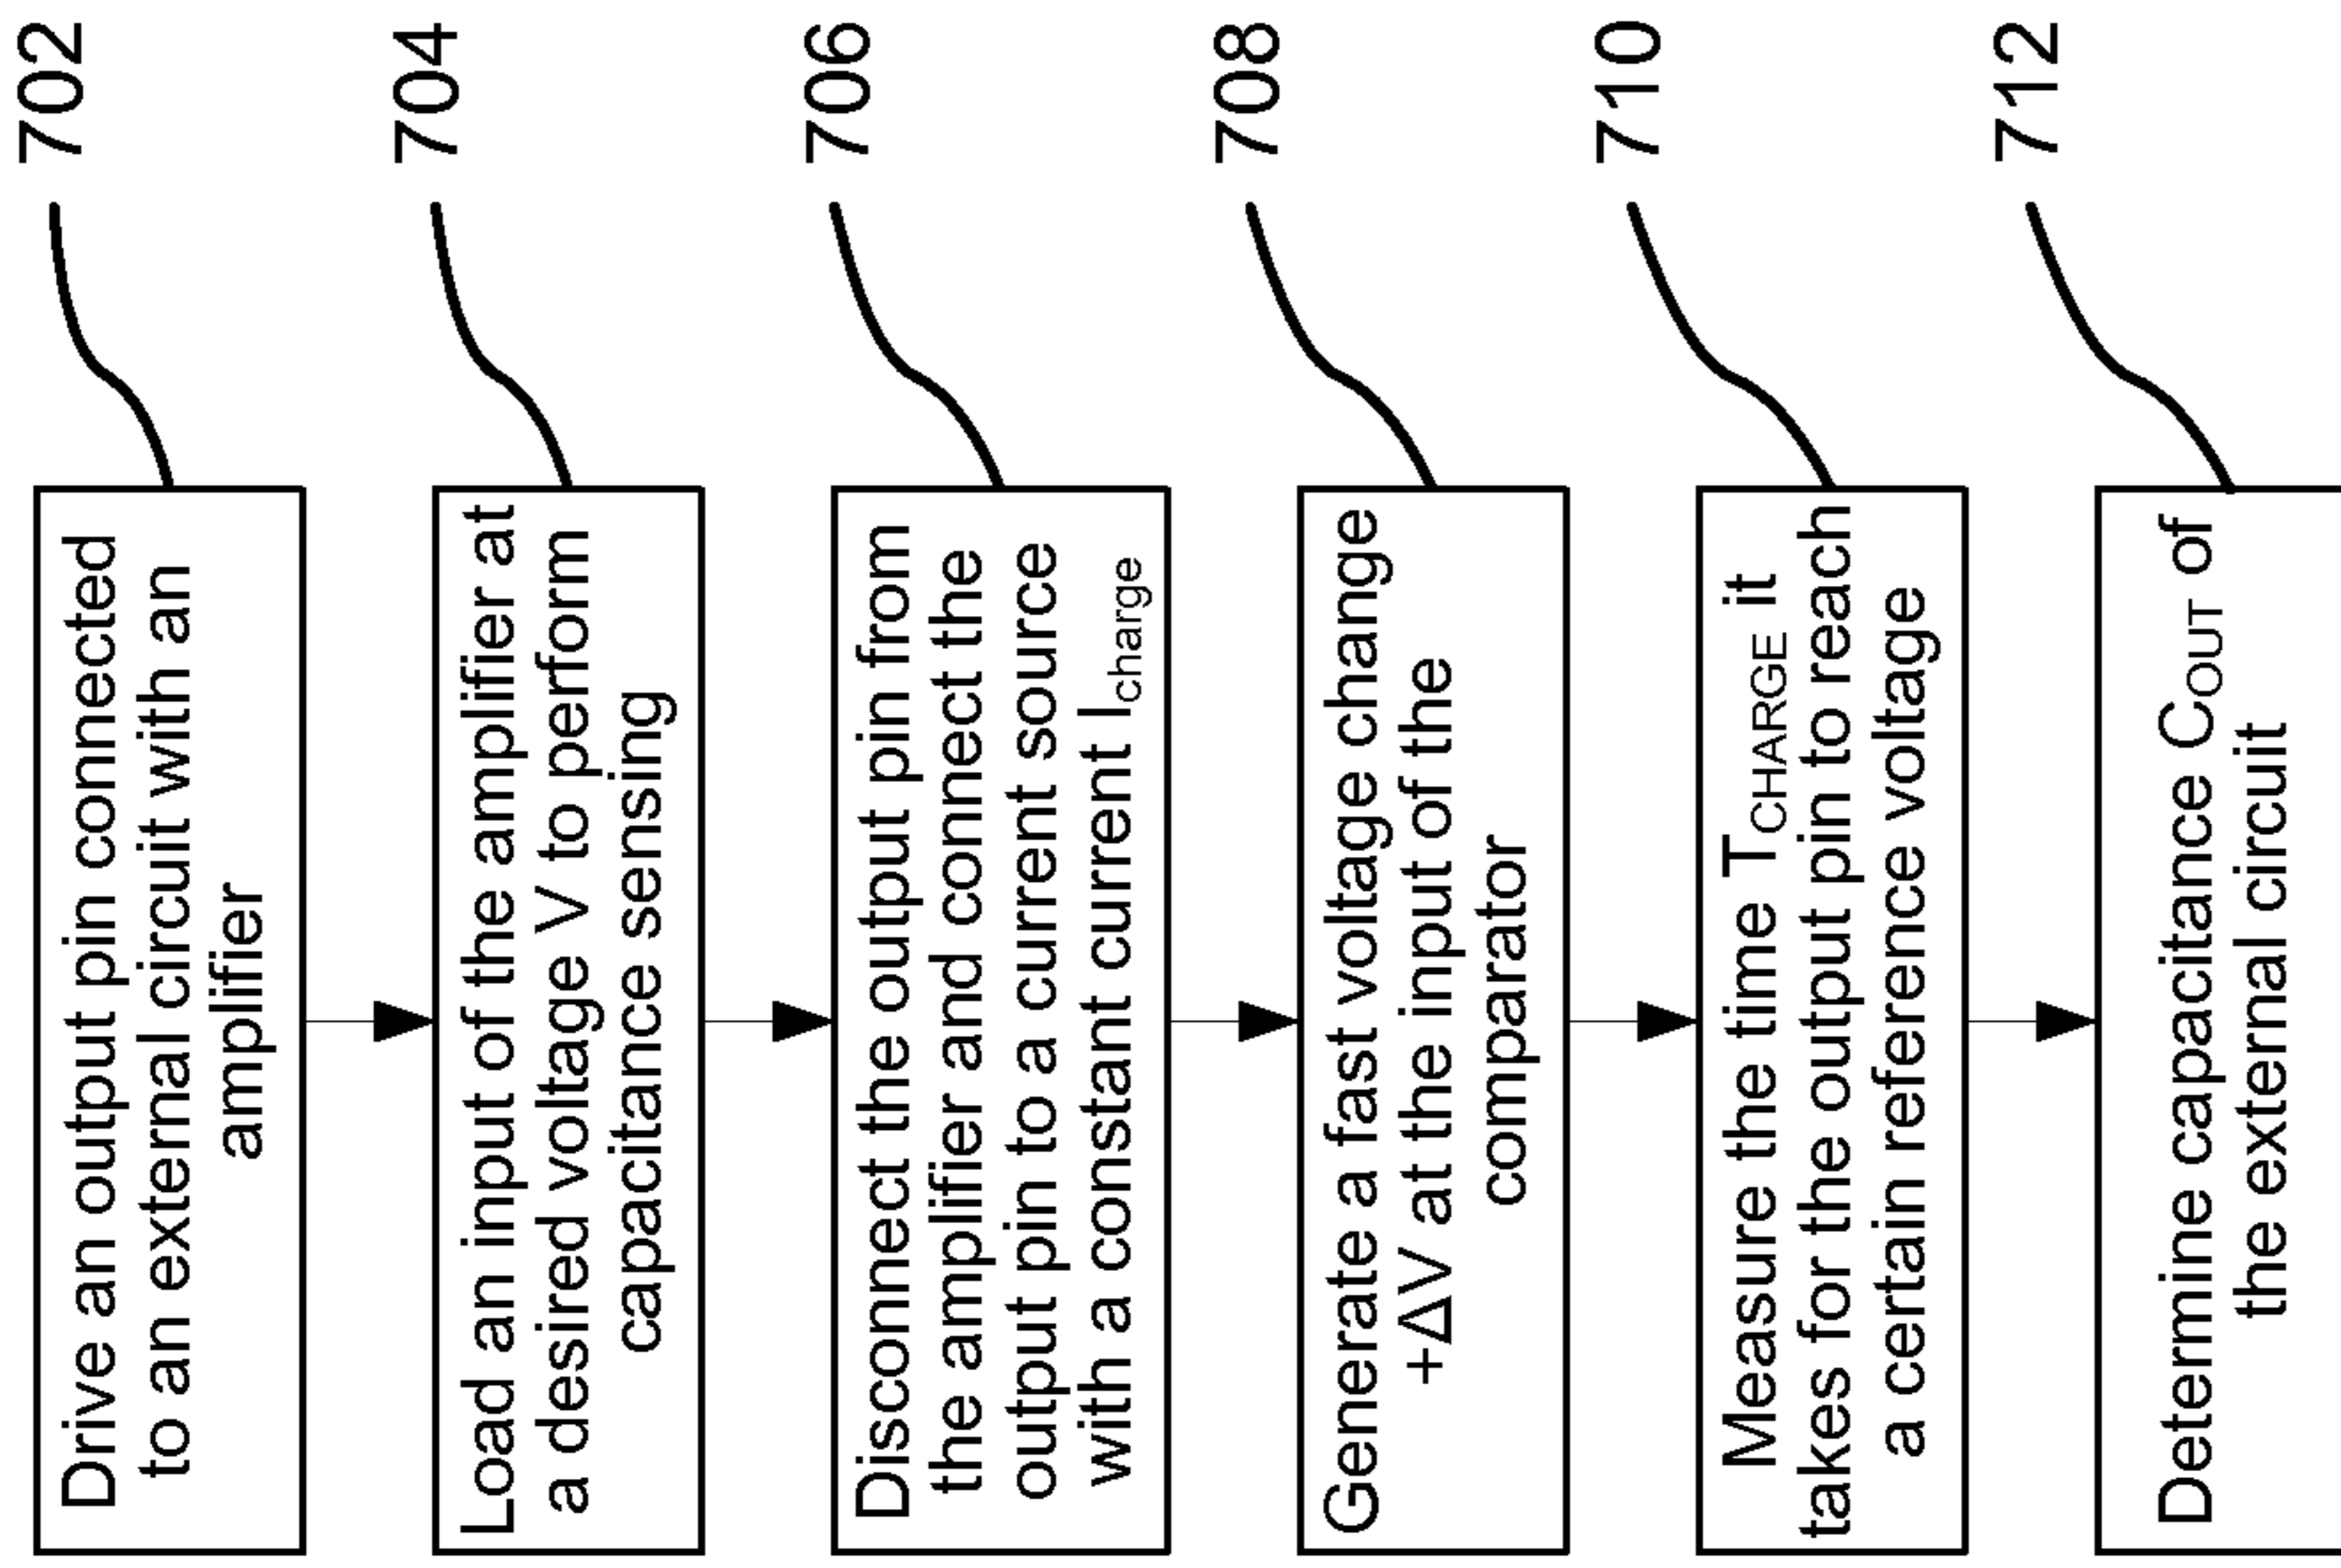 702
Drive an output pin connected
to an external circuit with an
amplifier
704
Load an input of the amplifier at
a desired voltage V to perform
capacitance sensing
706
Disconnect the output pin from
the amplifier and connect the
output pin to a current source
with a constant current Icharge
708
Generate a fast voltage change
+ΔV at the input of the
comparator
710
Measure the time TCHARGE it
takes for the output pin to reach
a certain reference voltage
712
Determine capacitance COUT of
the external circuit